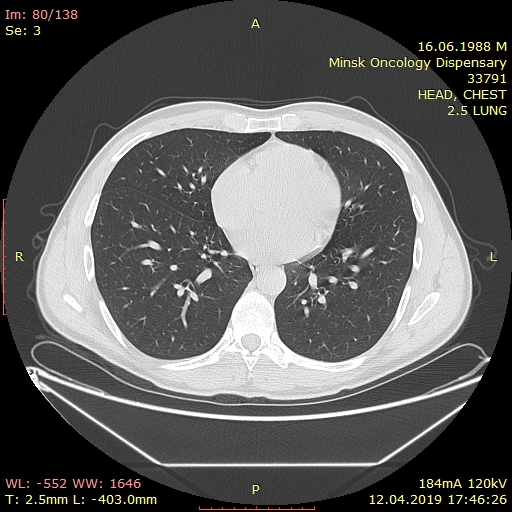 Im: 80/138
Se: 3
A
16.06.1988 M
Minsk Oncology Dispensary
33791
HEAD, CHEST
2.5 LUNG
R
L
WL: -552 WW: 1646
T: 2.5mm L: -403.0mm
P
184mA 120kV
12.04.2019 17:46:26